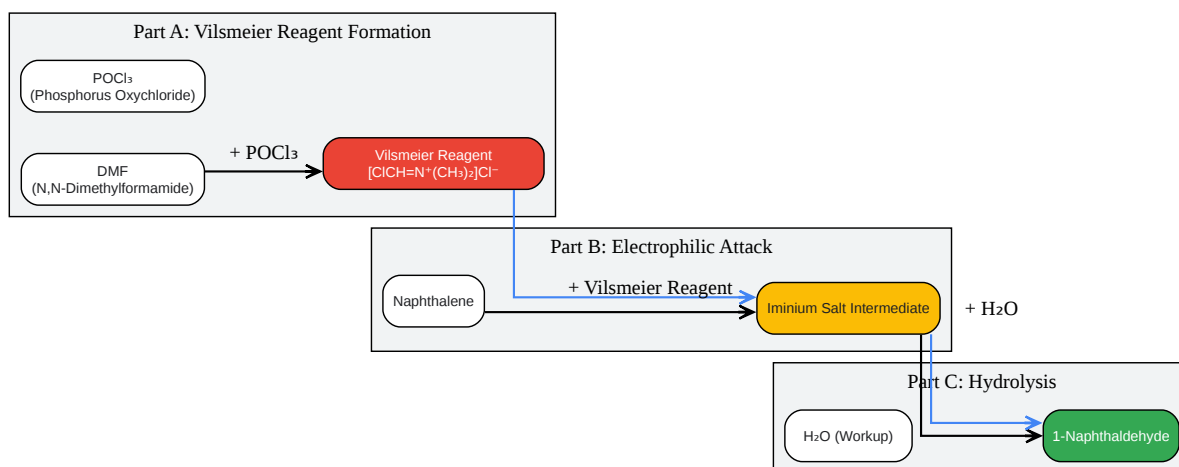 Part A: Vilsmeier Reagent Formation
POCl₃
(Phosphorus Oxychloride)
+ POCl₃
DMF
(N,N-Dimethylformamide)
Vilsmeier Reagent
[ClCH=N⁺(CH₃)₂]Cl⁻
Part B: Electrophilic Attack
Naphthalene
+ Vilsmeier Reagent
Iminium Salt Intermediate
+ H₂O
Part C: Hydrolysis
H₂O (Workup)
1-Naphthaldehyde